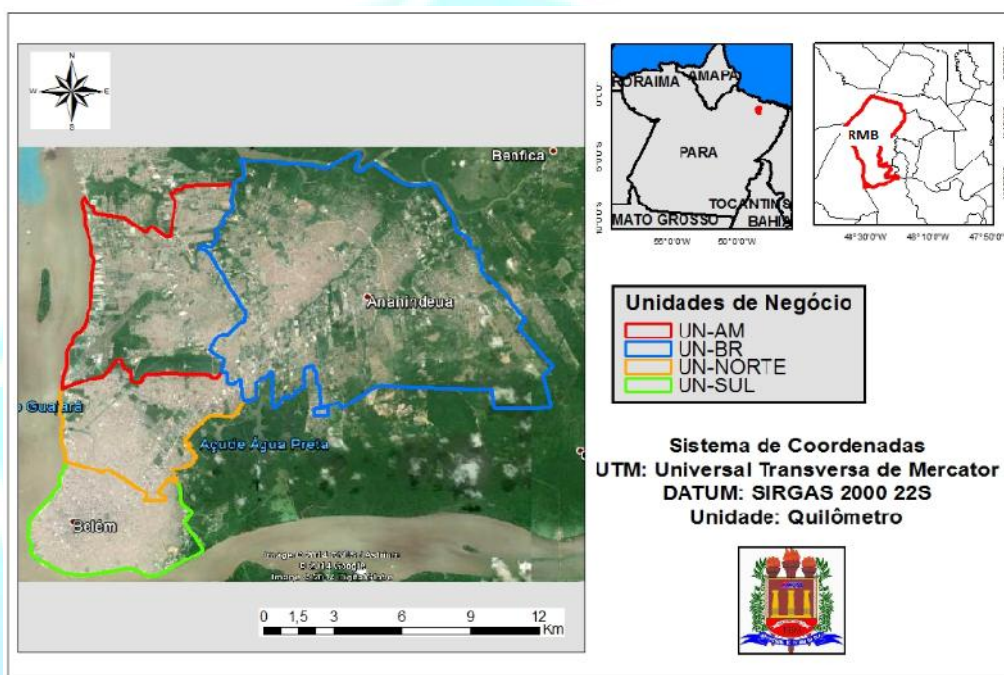 N
W
E
S
Benfica
Ananindeua
Açude Água Preta
Belém
0 1,5 3 6 9 12
Km
RORAIMA
AMAPÁ
PARÁ
TOCANTINS
MATO GROSSO
BAHIA
55°0'0"W
50°0'0"W
RMB
48°30'0"W
48°10'0"W
47°50'0"
Unidades de Negócio
UN-AM
UN-BR
UN-NORTE
UN-SUL
Sistema de Coordenadas
UTM: Universal Transversa de Mercator
DATUM: SIRGAS 2000 22S
Unidade: Quilômetro